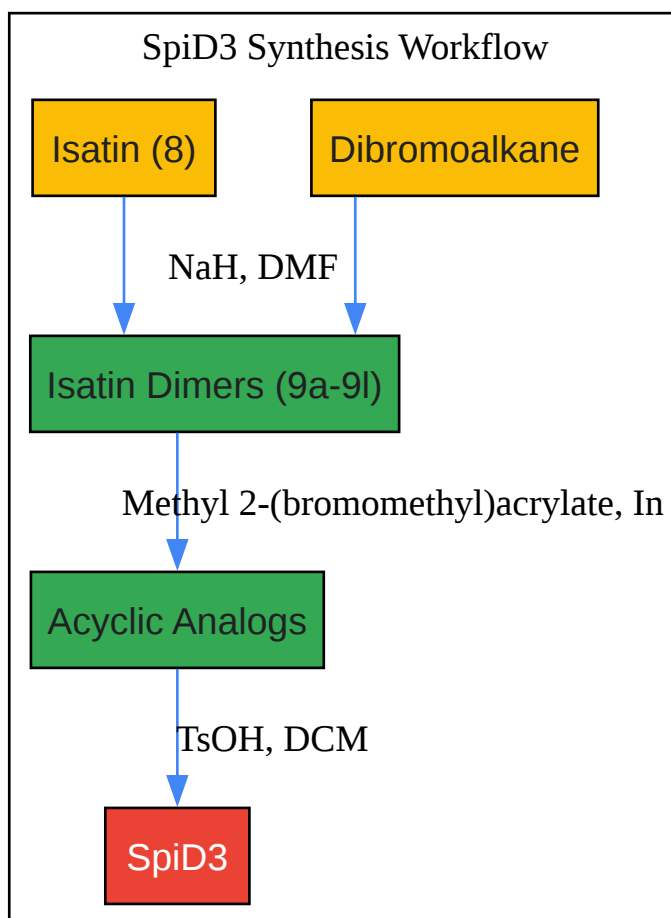 SpiD3 Synthesis Workflow
Isatin (8)
Dibromoalkane
NaH, DMF
Isatin Dimers (9a-9l)
Methyl 2-(bromomethyl)acrylate, In
Acyclic Analogs
TsOH, DCM
SpiD3